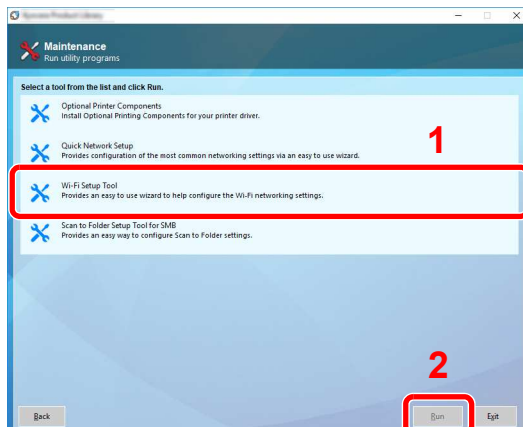 Maintenance
Run utility programs
Select a tool from the list and click Run.
Optional Printer Components
Install Optional Printing Components for your printer driver.
1
Quick Network Setup
Provides configuration of the most common networking settings via an easy to use wizard.
Wi-Fi Setup Tool
Provides an easy to use wizard to help configure the Wi-Fi networking settings.
Scan to Folder Setup Tool for SMB
Provides an easy way to configure Scan to Folder settings.
2
Back
Run
Exit